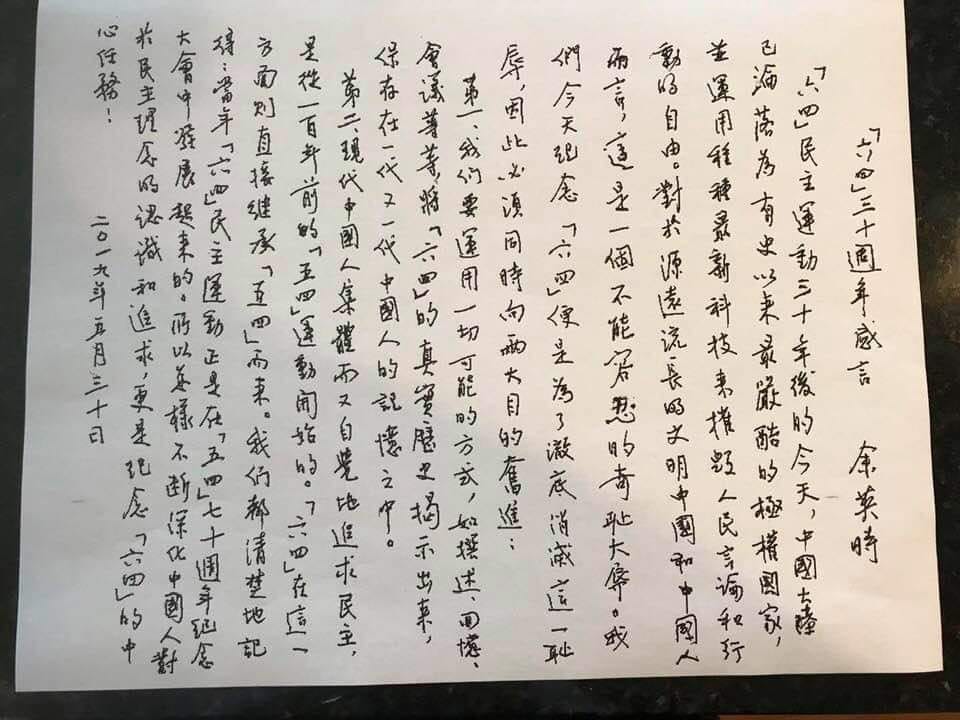 「六四」三十週年感言　余英時
「六四」民主運動三十年後的今天，中國大陸
已淪落為有史以來最嚴酷的極權國家，
並運用種種最新科技來摧毀人民言論和行
動的自由。對於源遠流長的文明中國和中國人
而言，這是一個不能容忍的奇恥大辱。我
們今天紀念「六四」便是為了澈底消滅這一恥
辱，因此必須同時向兩大目的奮進：
第一、我們要運用一切可能的方式，如撰述、回憶、
會議等等，將「六四」的真實歷史揭示出來，
保存在一代又一代中國人的記憶之中。
第二、現代中國人集體而又自覺地追求民主，
是從一百年前的「五四」運動開始的。「六四」在這一
方面則直接繼承「五四」而來。我們都清楚地記
得：當年「六四」民主運動正是在「五四」七十週年紀念
大會中發展起來的。所以怎樣不斷深化中國人對
於民主理念的認識和追求，更是紀念「六四」的中
心任務！
二〇一九年五月三十日